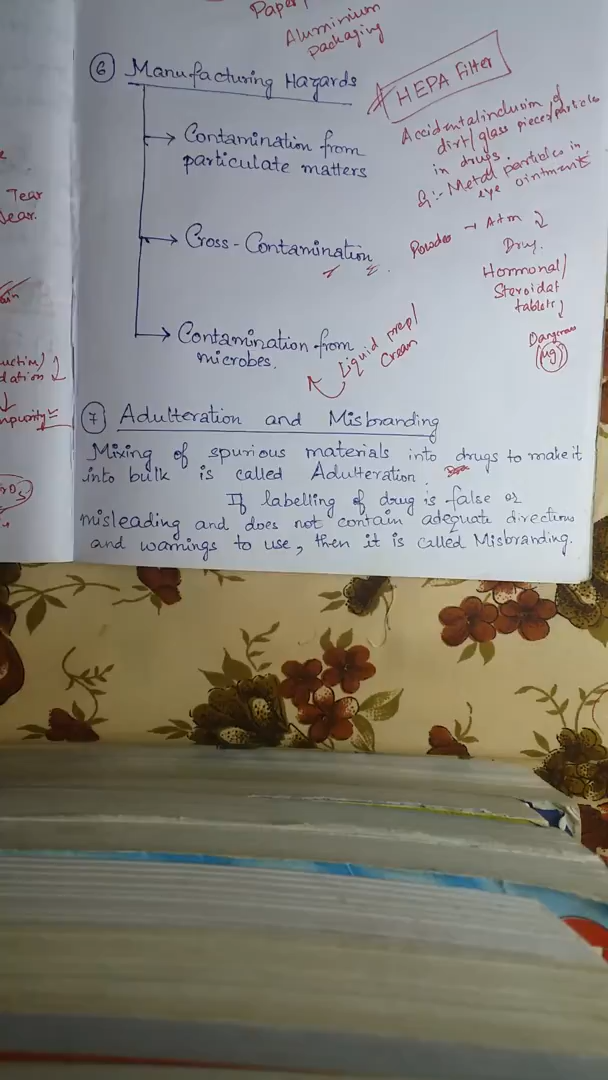 Paper
Aluminium
Packaging
⑥ Manufacturing Hazards
HEPA Filter
→ Contamination from
particulate matters
Accidental inclusion of
dirt/glass pieces/particles
in drugs.
Eg:- Metal particles in
eye ointments
→ Cross-Contamination
Powder → Atm ↓
Drug.
Hormonal/
Steroidal
tablets ↓
Dangerous
(μg)
→ Contamination from
microbes.
Liquid prep/
Cream
⑦ Adulteration and Misbranding
Mixing of spurious materials into drugs to make it
into bulk is called Adulteration.
If labelling of drug is false or
misleading and does not contain adequate directions
and warnings to use, then it is called Misbranding.
Tear